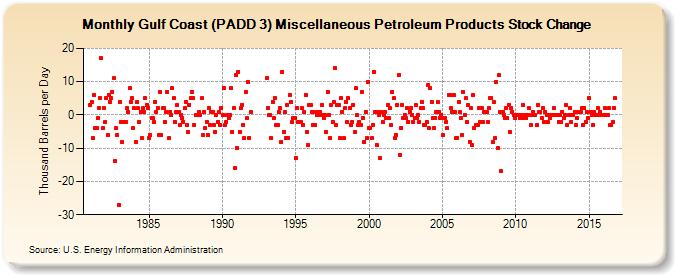 Monthly Gulf Coast (PADD 3) Miscellaneous Petroleum Products Stock Change
Thousand Barrels per Day
20
10
0
-10
-20
-30
1985 1990 1995 2000 2005 2010 2015
Source: U.S. Energy Information Administration